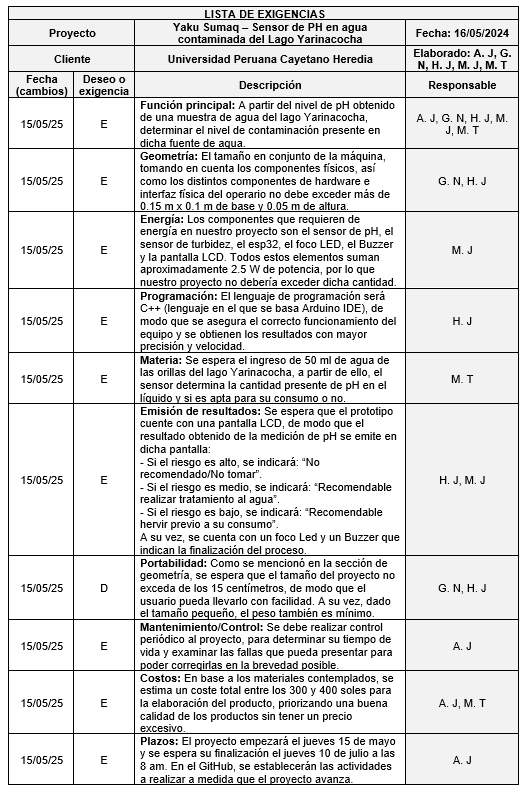 LISTA DE EXIGENCIAS
Proyecto
Yaku Sumaq – Sensor de PH en agua
contaminada del Lago Yarinacocha
Fecha: 16/05/2024
Cliente
Universidad Peruana Cayetano Heredia
Elaborado: A. J, G.
N, H. J, M. J, M. T
Fecha
(cambios)
Deseo o
exigencia
Descripción
Responsable
15/05/25
E
Función principal: A partir del nivel de pH obtenido
de una muestra de agua del lago Yarinacocha,
determinar el nivel de contaminación presente en
dicha fuente de agua.
A. J, G. N, H. J, M.
J, M. T
15/05/25
E
Geometría: El tamaño en conjunto de la máquina,
tomando en cuenta los componentes físicos, así
como los distintos componentes de hardware e
interfaz física del operario no debe exceder más de
0.15 m x 0.1 m de base y 0.05 m de altura.
G. N, H. J
15/05/25
E
Energía: Los componentes que requieren de
energía en nuestro proyecto son el sensor de pH, el
sensor de turbidez, el esp32, el foco LED, el Buzzer
y la pantalla LCD. Todos estos elementos suman
aproximadamente 2.5 W de potencia, por lo que
nuestro proyecto no debería exceder dicha cantidad.
M. J
15/05/25
E
Programación: El lenguaje de programación será
C++ (lenguaje en el que se basa Arduino IDE), de
modo que se asegura el correcto funcionamiento del
equipo y se obtienen los resultados con mayor
precisión y velocidad.
H. J
15/05/25
E
Materia: Se espera el ingreso de 50 ml de agua de
las orillas del lago Yarinacocha, a partir de ello, el
sensor determina la cantidad presente de pH en el
líquido y si es apta para su consumo o no.
M. T
15/05/25
E
Emisión de resultados: Se espera que el prototipo
cuente con una pantalla LCD, de modo que el
resultado obtenido de la medición de pH se emite en
dicha pantalla:
- Si el riesgo es alto, se indicará: “No
recomendado/No tomar”.
- Si el riesgo es medio, se indicará: “Recomendable
realizar tratamiento al agua”.
- Si el riesgo es bajo, se indicará: “Recomendable
hervir previo a su consumo”.
A su vez, se cuenta con un foco Led y un Buzzer que
indican la finalización del proceso.
H. J, M. J
15/05/25
D
Portabilidad: Como se mencionó en la sección de
geometría, se espera que el tamaño del proyecto no
exceda de los 15 centímetros, de modo que el
usuario pueda llevarlo con facilidad. A su vez, dado
el tamaño pequeño, el peso también es mínimo.
G. N, H. J
15/05/25
E
Mantenimiento/Control: Se debe realizar control
periódico al proyecto, para determinar su tiempo de
vida y examinar las fallas que pueda presentar para
poder corregirlas en la brevedad posible.
A. J
15/05/25
E
Costos: En base a los materiales contemplados, se
estima un coste total entre los 300 y 400 soles para
la elaboración del producto, priorizando una buena
calidad de los productos sin tener un precio
excesivo.
A. J, M. T
15/05/25
E
Plazos: El proyecto empezará el jueves 15 de mayo
y se espera su finalización el jueves 10 de julio a las
8 am. En el GitHub, se establecerán las actividades
a realizar a medida que el proyecto avanza.
A. J